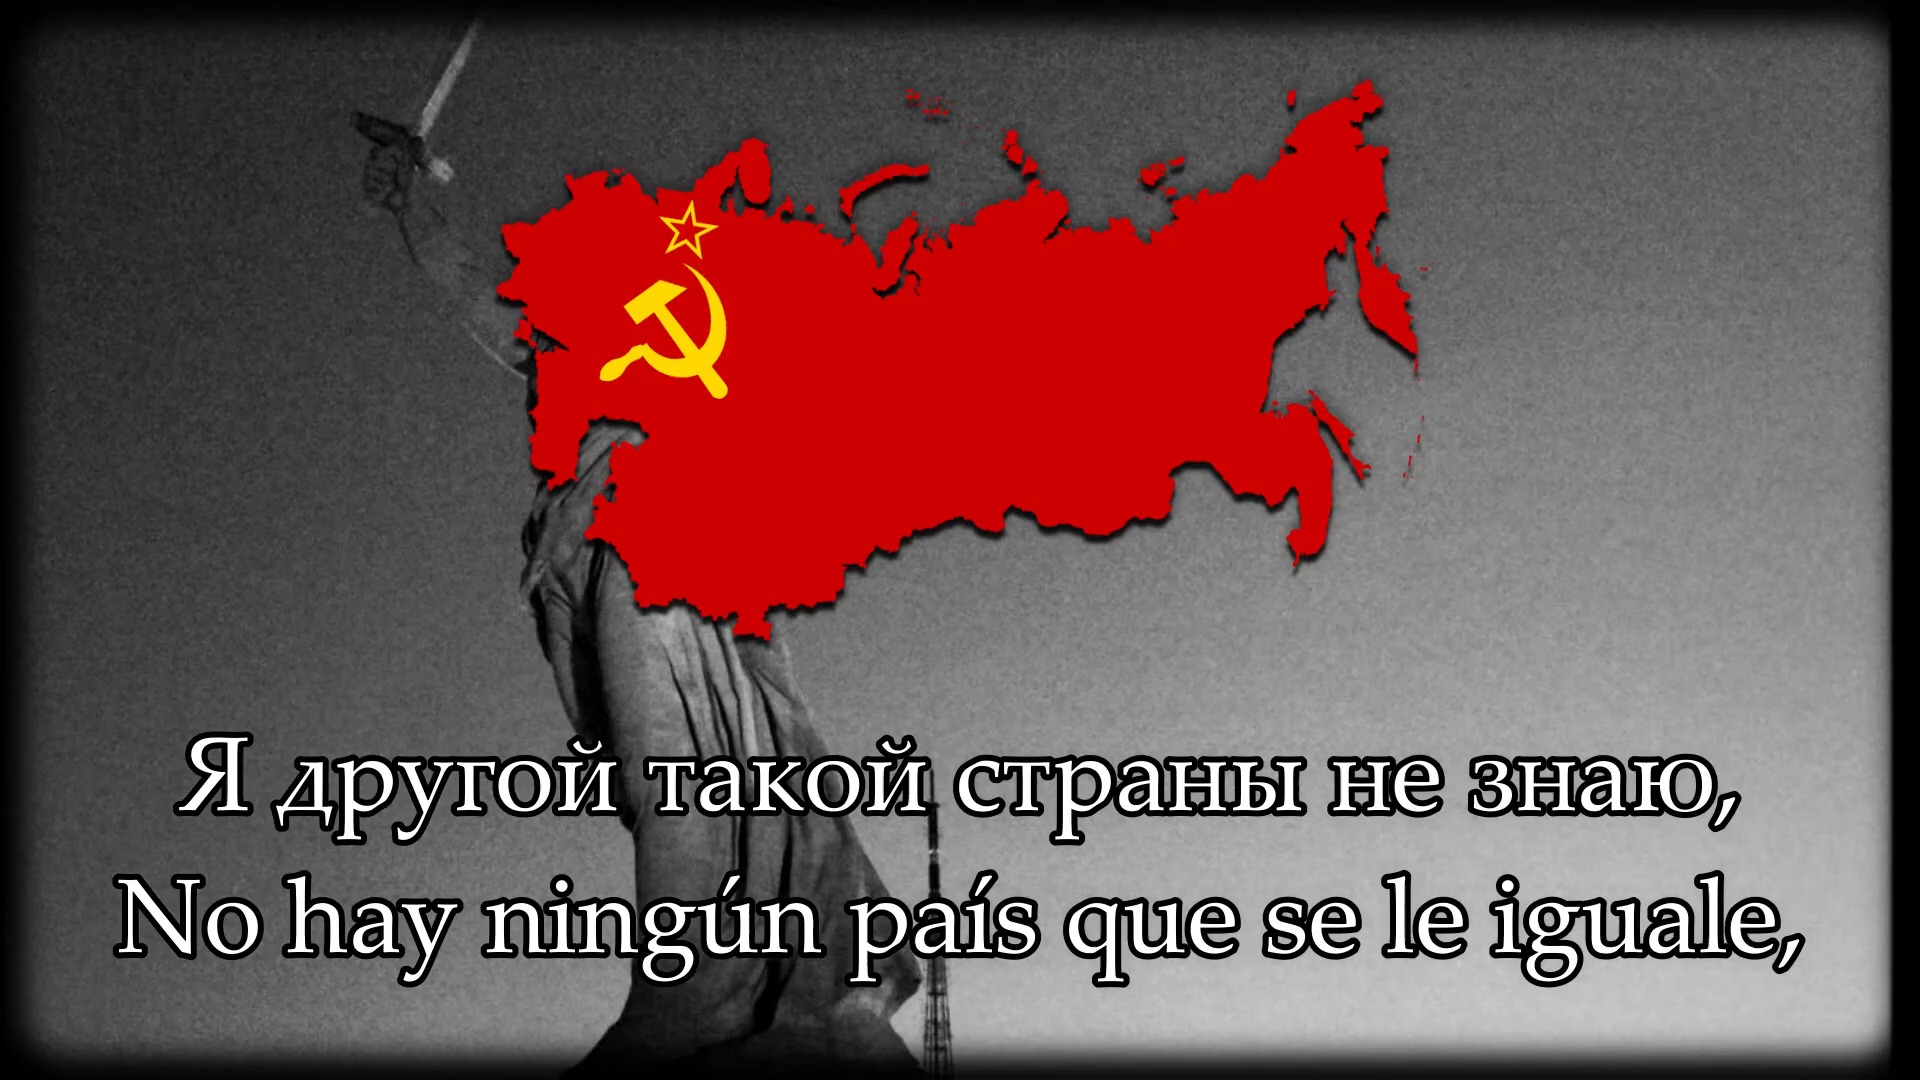 Я другой такой страны не знаю,
No hay ningún país que se le iguale,